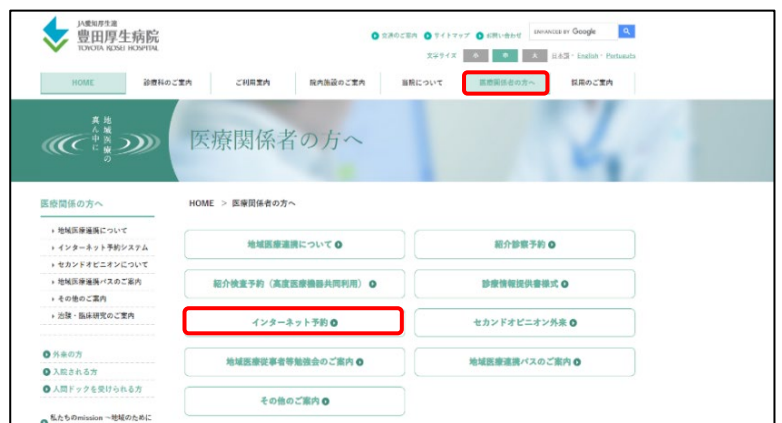 JA愛知厚生連
豊田厚生病院
TOYOTA KOSEI HOSPITAL
交通のご案内 サイトマップ お問い合わせ ENHANCED BY Google
文字サイズ 小 中 大 日本語・English・Português
HOME 診療科のご案内 ご利用案内 院内施設のご案内 当院について 医療関係者の方へ 採用のご案内
地域医療の
真ん中に
医療関係者の方へ
医療関係の方へ
HOME > 医療関係者の方へ
地域医療連携について
インターネット予約システム
セカンドオピニオンについて
地域医療連携パスのご案内
その他のご案内
治験・臨床研究のご案内
外来の方
入院される方
人間ドックを受けられる方
私たちのmission ～地域のために
地域医療連携について
紹介診察予約
紹介検査予約（高度医療機器共同利用）
診療情報提供書様式
インターネット予約
セカンドオピニオン外来
地域医療従事者等勉強会のご案内
地域医療連携パスのご案内
その他のご案内